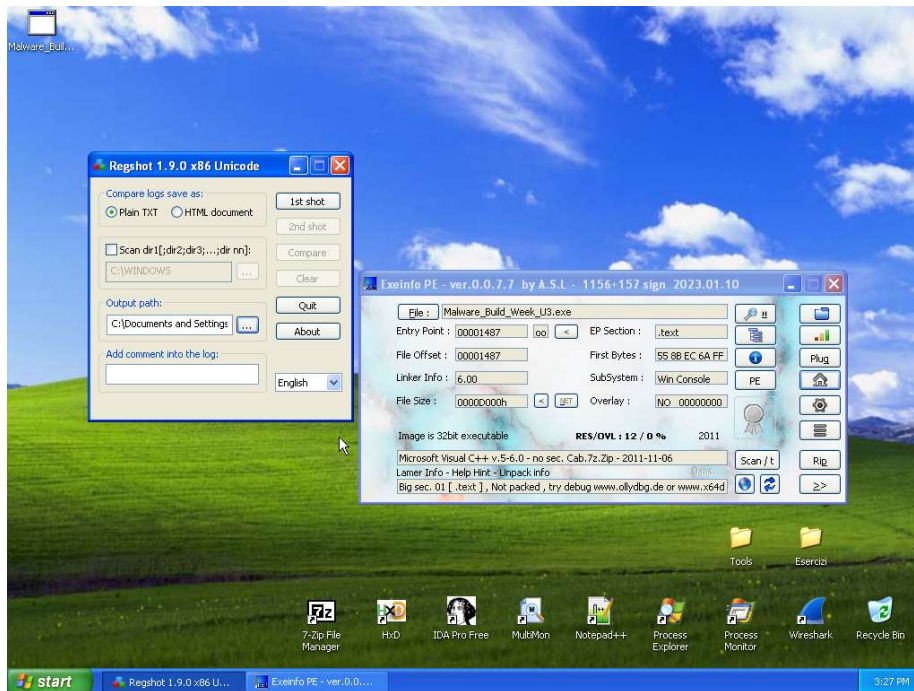 Malware_Buil...
Regshot 1.9.0 x86 Unicode
Compare logs save as:
Plain TXT HTML document
1st shot
2nd shot
Scan dir1[;dir2;dir3;...;dir nn]:
Compare
C:\WINDOWS ...
Clear
Output path:
Quit
C:\Documents and Settings ...
About
Add comment into the log:
English
Exeinfo PE - ver.0.0.7.7 by A.S.L - 1156+157 sign 2023.01.10
File : Malware_Build_Week_U3.exe H
Entry Point : 00001487 oo < EP Section : .text
File Offset : 00001487 First Bytes : 55 8B EC 6A FF Plug
Linker Info : 6.00 SubSystem : Win Console PE
File Size : 0000D000h < NET Overlay : NO 00000000
Image is 32bit executable RES/OVL : 12 / 0 % 2011
Microsoft Visual C++ v.5-6.0 - no sec. Cab.7z.Zip - 2011-11-06 Scan / t Rip
Lamer Info - Help Hint - Unpack info
Big sec. 01 [ .text ] , Not packed , try debug www.ollydbg.de or www.x64d >>
Tools Esercizi
7-Zip File Manager
HxD
IDA Pro Free
MultiMon
Notepad++
Process Explorer
Process Monitor
Wireshark
Recycle Bin
start Regshot 1.9.0 x86 U... Exeinfo PE - ver.0.0.... 3:27 PM